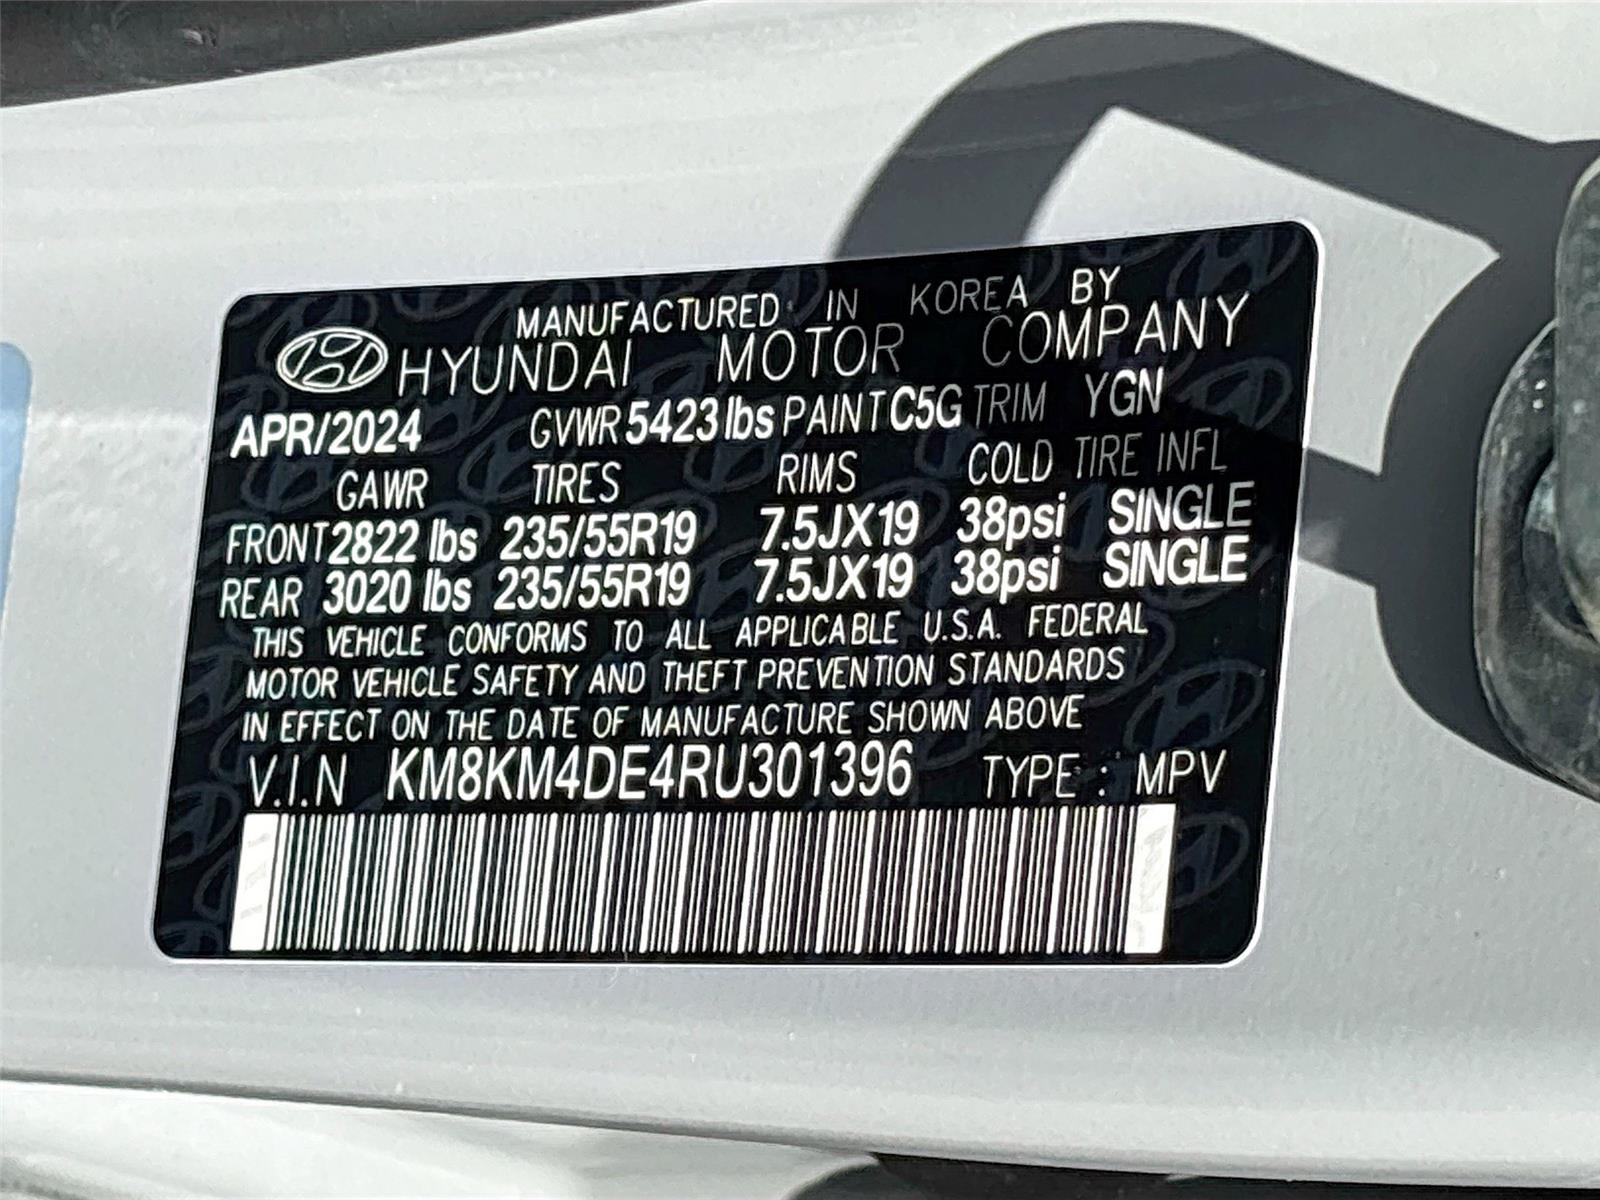 MANUFACTURED IN KOREA BY
HYUNDAI MOTOR COMPANY
APR/2024 GVWR 5423 lbs PAINT C5G TRIM YGN
GAWR TIRES RIMS COLD TIRE INFL
FRONT 2822 lbs 235/55R19 7.5JX19 38psi SINGLE
REAR 3020 lbs 235/55R19 7.5JX19 38psi SINGLE
THIS VEHICLE CONFORMS TO ALL APPLICABLE U.S.A. FEDERAL
MOTOR VEHICLE SAFETY AND THEFT PREVENTION STANDARDS
IN EFFECT ON THE DATE OF MANUFACTURE SHOWN ABOVE
V.I.N KM8KM4DE4RU301396 TYPE : MPV